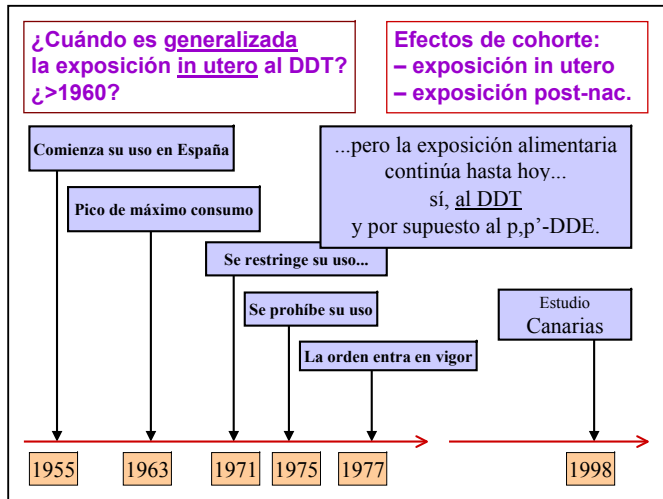 ¿Cuándo es generalizada
la exposición in utero al DDT?
¿>1960?
Efectos de cohorte:
– exposición in utero
– exposición post-nac.
Comienza su uso en España
Pico de máximo consumo
...pero la exposición alimentaria
continúa hasta hoy...
sí, al DDT
y por supuesto al p,p’-DDE.
Se restringe su uso...
Se prohíbe su uso
La orden entra en vigor
Estudio
Canarias
1955
1963
1971
1975
1977
1998